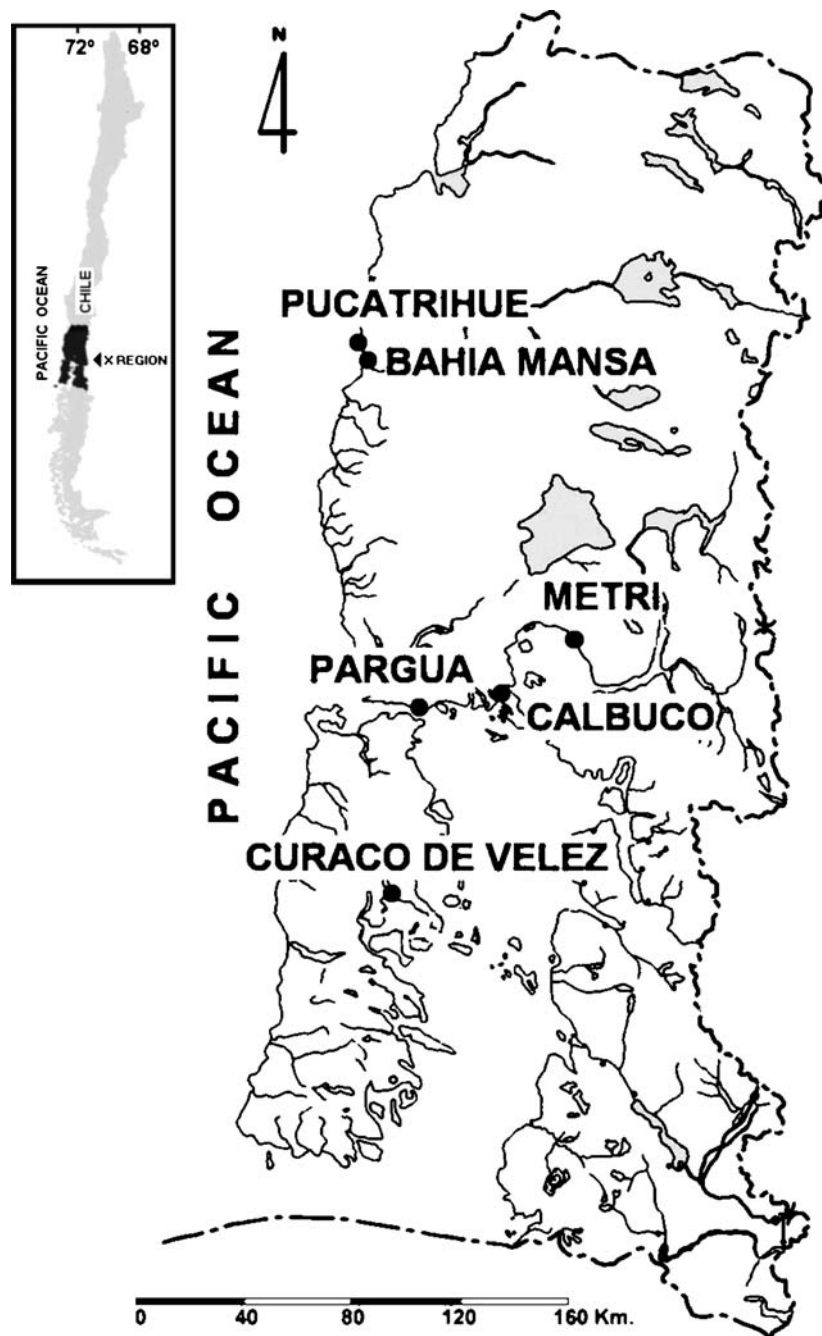 72° 68°
PACIFIC OCEAN
CHILE
X REGION
N
PACIFIC OCEAN
PUCATRIHUE
BAHIA MANSA
METRI
PARGUA
CALBUCO
CURACO DE VELEZ
0 40 80 120 160 Km.